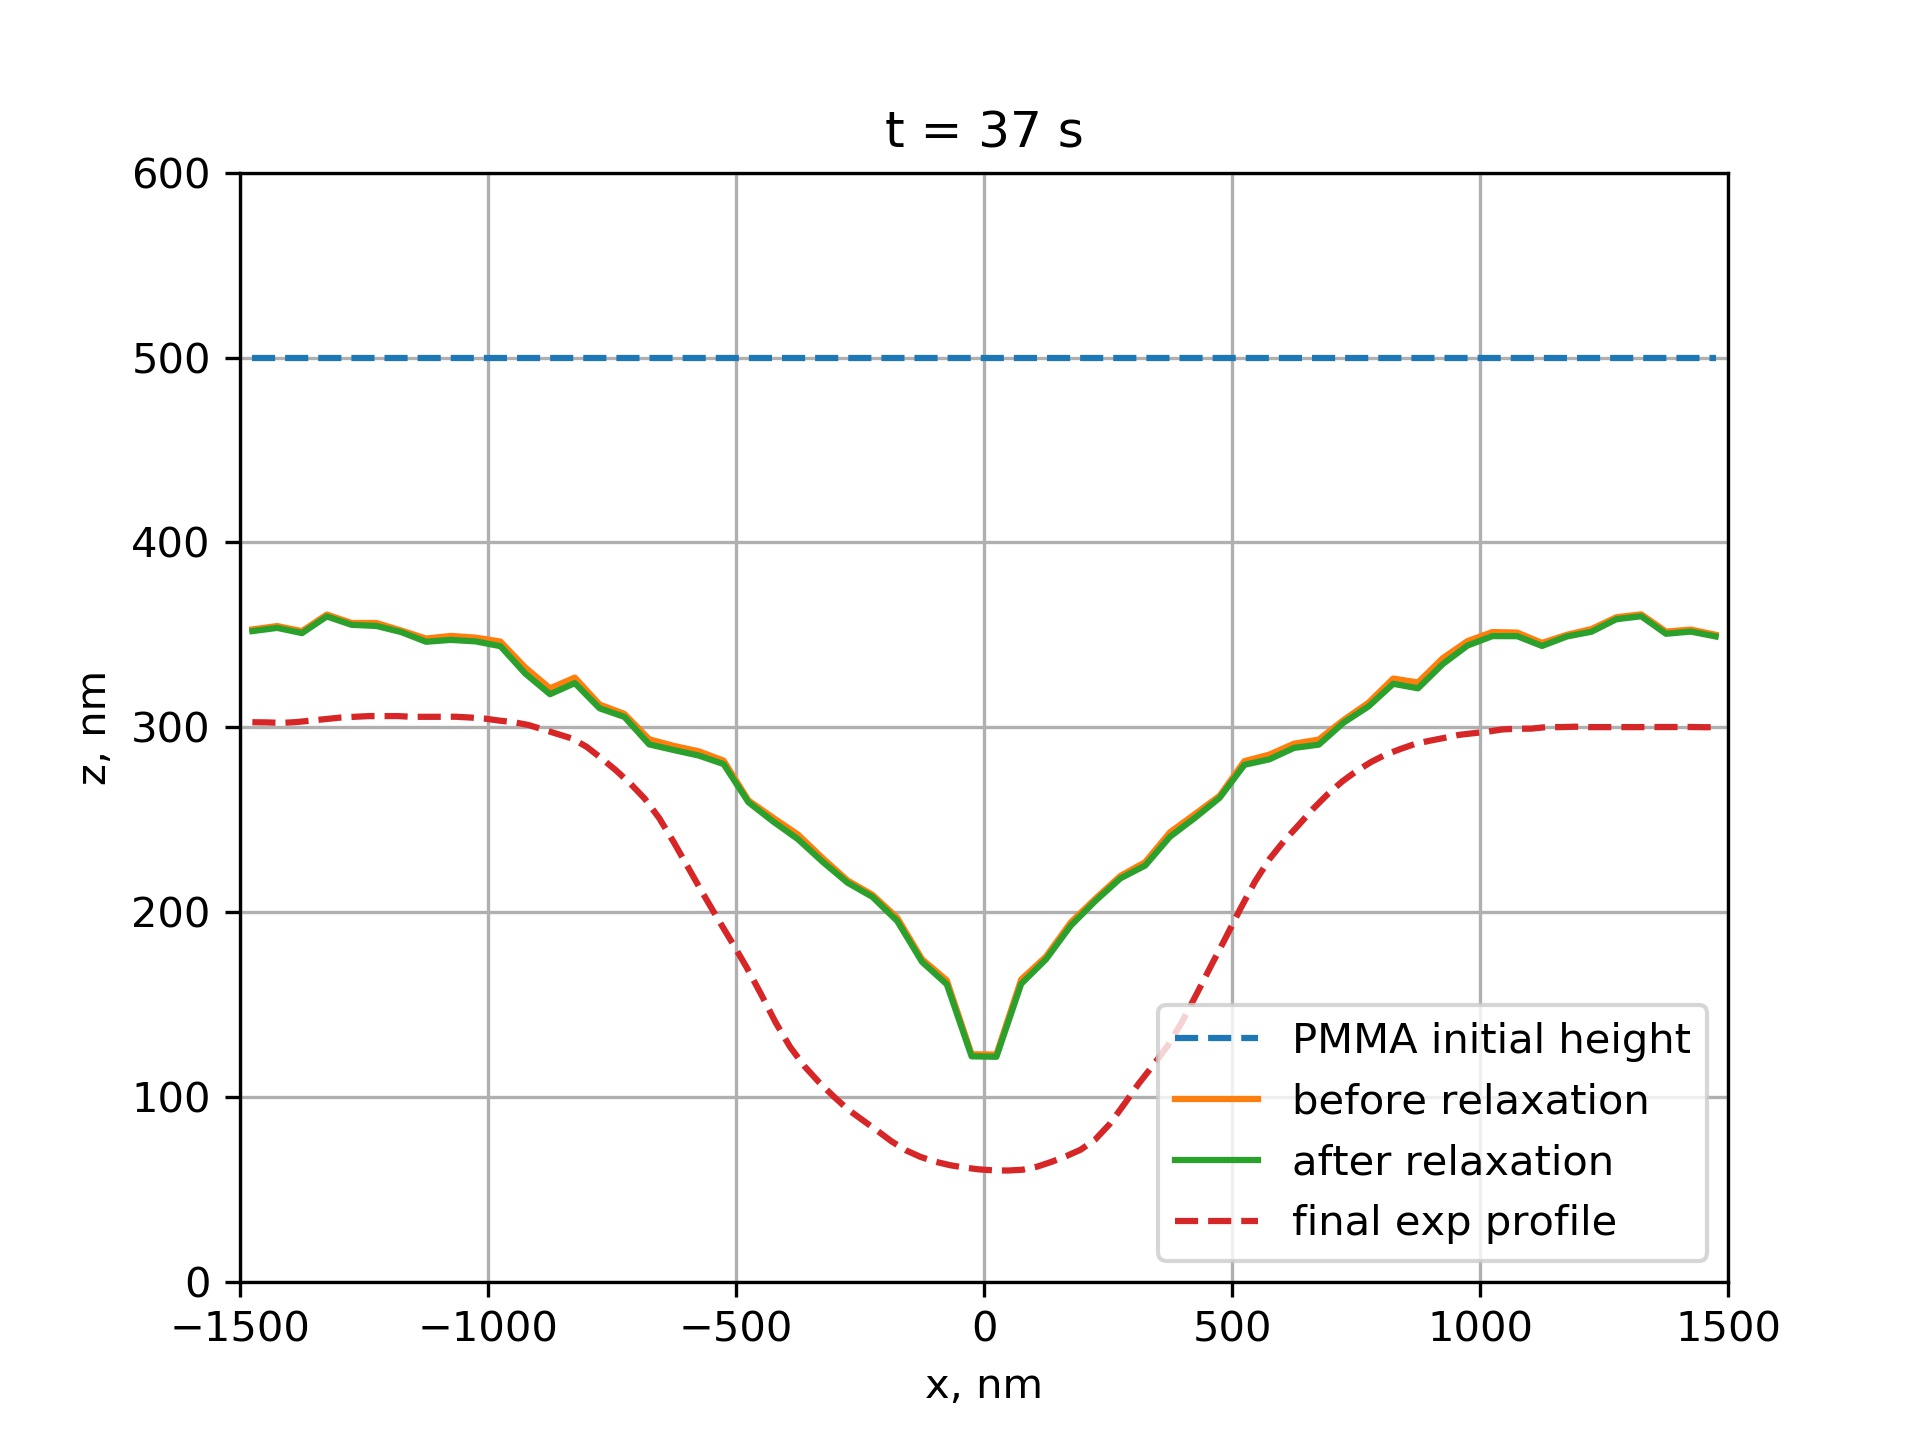 t = 37 s
600
500
400
300
200
100
0
z, nm
−1500 −1000 −500 0 500 1000 1500
x, nm
PMMA initial height
before relaxation
after relaxation
final exp profile